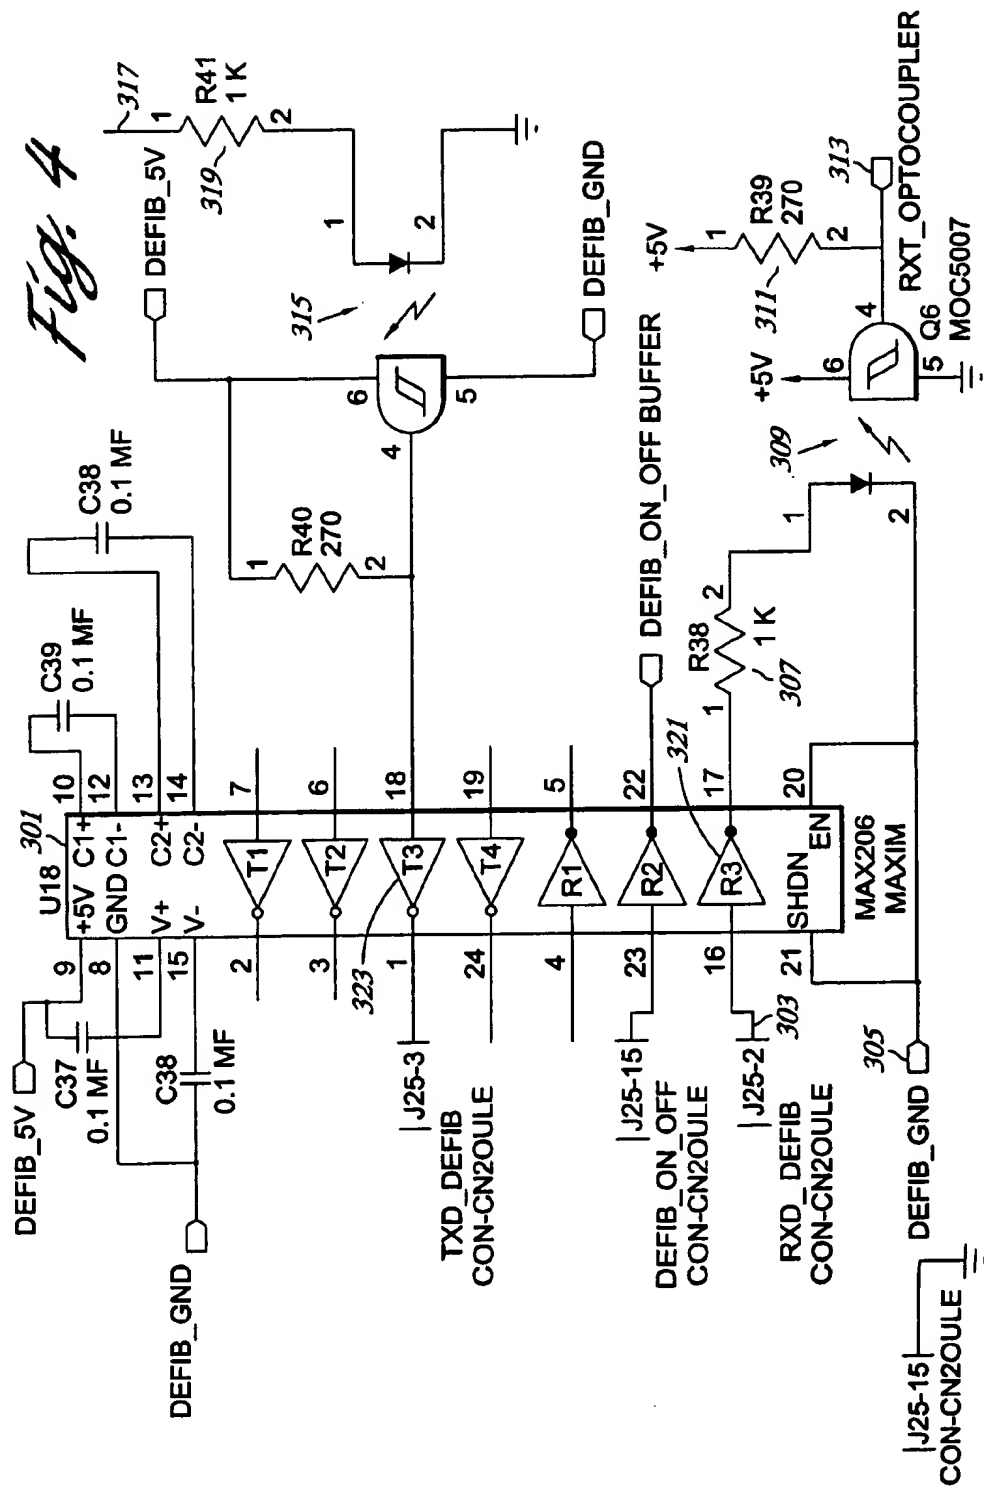 Fig. 4
DEFIB_5V
C37
0.1 MF
DEFIB_GND
C38
0.1 MF
9
8
11
15
U18
301
+5V C1+
GND C1-
V+ C2+
V- C2-
10
12
13
14
C39
0.1 MF
C38
0.1 MF
DEFIB_5V
317
1
R41
1 K
319
2
1
2
315
6
5
4
DEFIB_GND
1
R40
270
2
2
T1
7
3
T2
6
323
J25-3
1
T3
18
TXD_DEFIB
CON-CN2OULE
24
T4
19
4
R1
5
J25-15
23
R2
22
DEFIB_ON_OFF BUFFER
DEFIB_ON_OFF
CON-CN2OULE
J25-2
303
16
R3
321
17
1
R38
1 K
2
307
RXD_DEFIB
CON-CN2OULE
21
SHDN
EN
20
MAX206
MAXIM
305
DEFIB_GND
1
2
309
+5V
6
5
4
Q6
MOC5007
+5V
1
R39
270
2
311
313
RXT_OPTOCOUPLER
J25-15
CON-CN2OULE